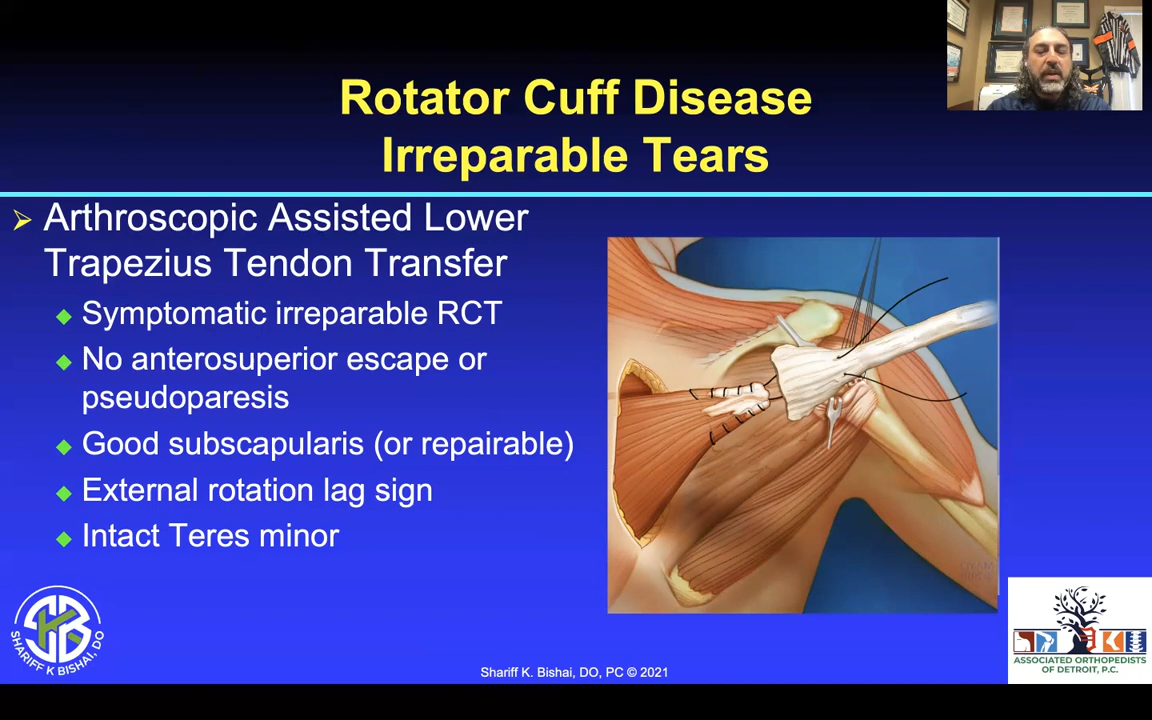 Rotator Cuff Disease
Irreparable Tears
Arthroscopic Assisted Lower
Trapezius Tendon Transfer
Symptomatic irreparable RCT
No anterosuperior escape or
pseudoparesis
Good subscapularis (or repairable)
External rotation lag sign
Intact Teres minor
SHARIFF K BISHAI, DO
Shariff K. Bishai, DO, PC © 2021
ASSOCIATED ORTHOPEDISTS
OF DETROIT, P.C.